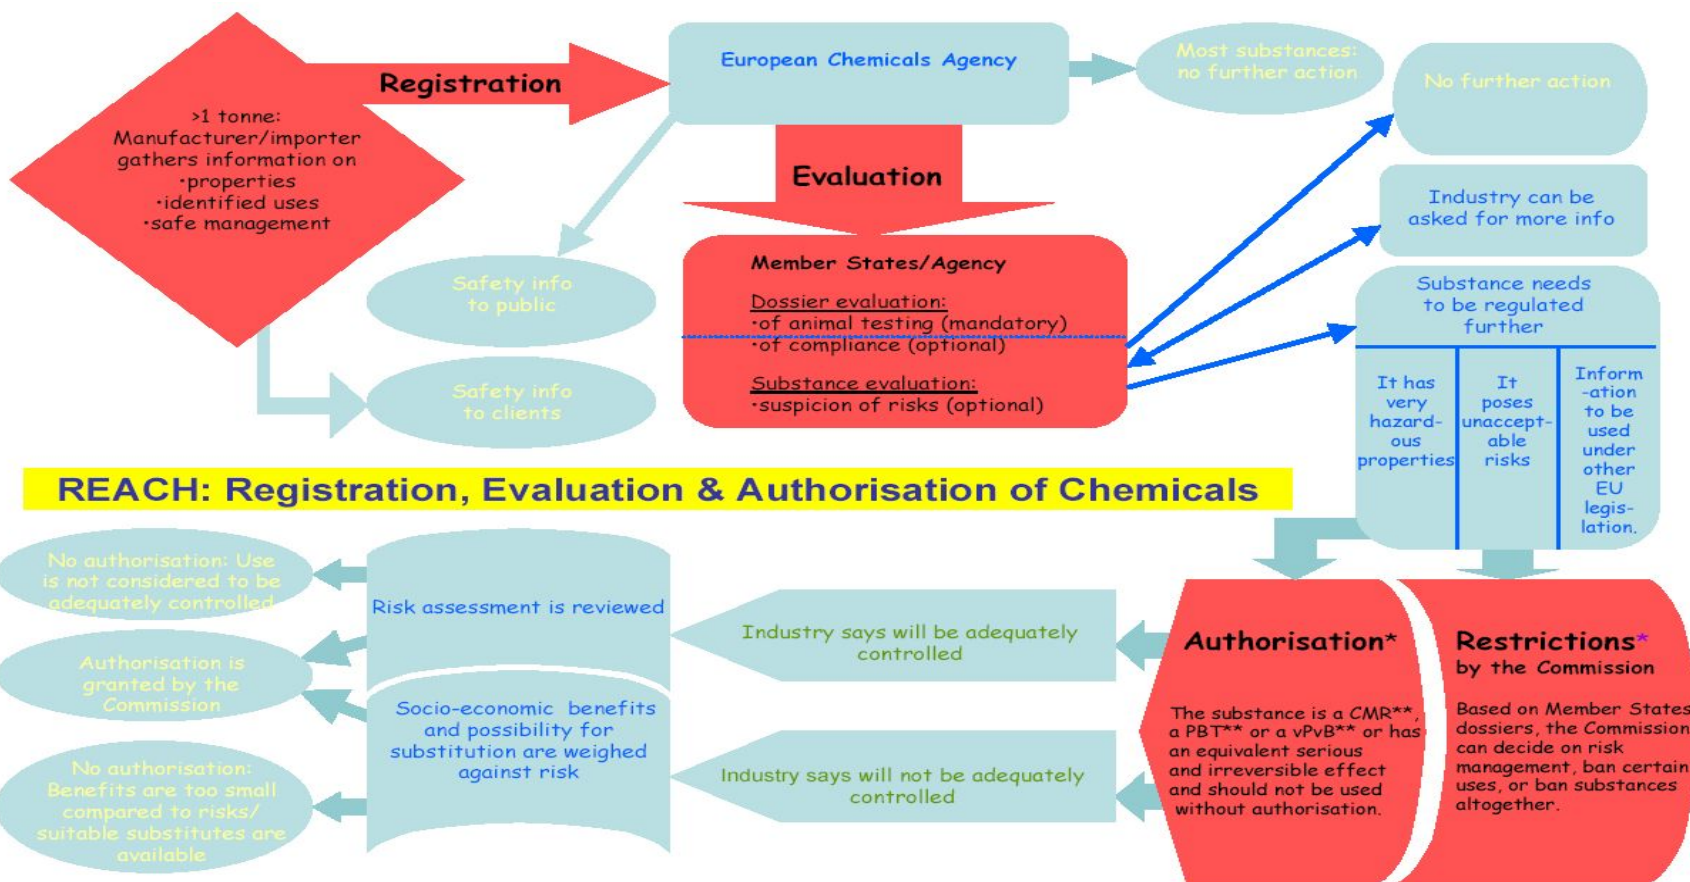 >1 tonne:
Manufacturer/importer
gathers information on
•properties
•identified uses
•safe management
Registration
European Chemicals Agency
Most substances:
no further action
No further action
Evaluation
Industry can be
asked for more info
Safety info
to public
Safety info
to clients
Member States/Agency
Dossier evaluation:
•of animal testing (mandatory)
•of compliance (optional)
Substance evaluation:
•suspicion of risks (optional)
Substance needs
to be regulated
further
It has
very
hazard-
ous
properties
It
poses
unaccept-
able
risks
Inform
-ation
to be
used
under
other
EU
legis-
lation.
REACH: Registration, Evaluation & Authorisation of Chemicals
No authorisation: Use
is not considered to be
adequately controlled
Authorisation is
granted by the
Commission
No authorisation:
Benefits are too small
compared to risks/
suitable substitutes are
available
Risk assessment is reviewed
Socio-economic benefits
and possibility for
substitution are weighed
against risk
Industry says will be adequately
controlled
Industry says will not be adequately
controlled
Authorisation*
The substance is a CMR**,
a PBT** or a vPvB** or has
an equivalent serious
and irreversible effect
and should not be used
without authorisation.
Restrictions*
by the Commission
Based on Member States
dossiers, the Commission
can decide on risk
management, ban certain
uses, or ban substances
altogether.